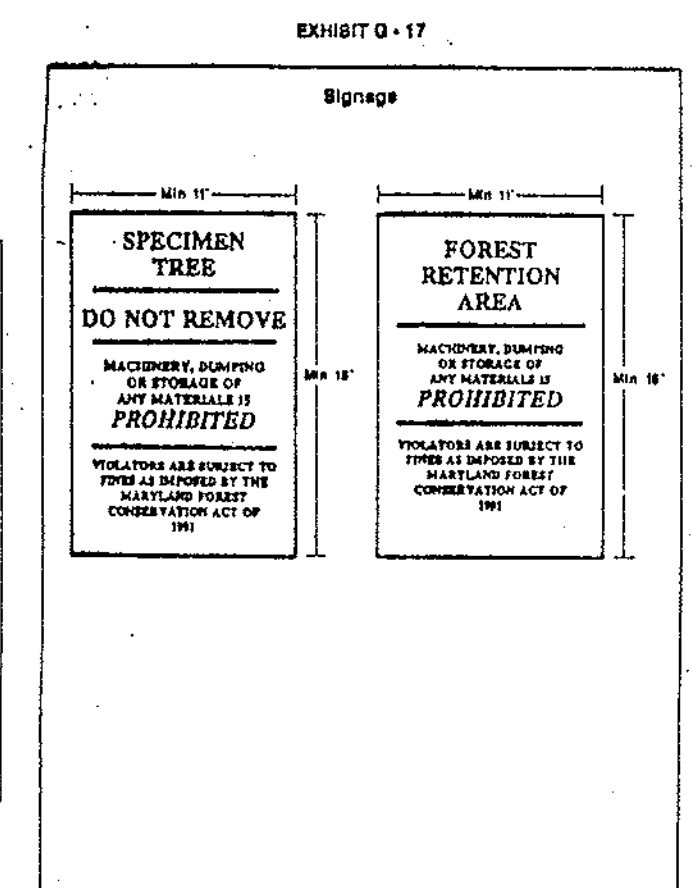 EXHIBIT G - 17
Signage
Min 11"
SPECIMEN
TREE
DO NOT REMOVE
MACHINERY, DUMPING
OR STORAGE OF
ANY MATERIALS IS
PROHIBITED
VIOLATORS ARE SUBJECT TO
FINES AS IMPOSED BY THE
MARYLAND FOREST
CONSERVATION ACT OF
1991
Min
Min 11"
FOREST
RETENTION
AREA
MACHINERY, DUMPING
OR STORAGE OF
ANY MATERIALS IS
PROHIBITED
VIOLATORS ARE SUBJECT TO
FINES AS IMPOSED BY THE
MARYLAND FOREST
CONSERVATION ACT OF
1991
Min